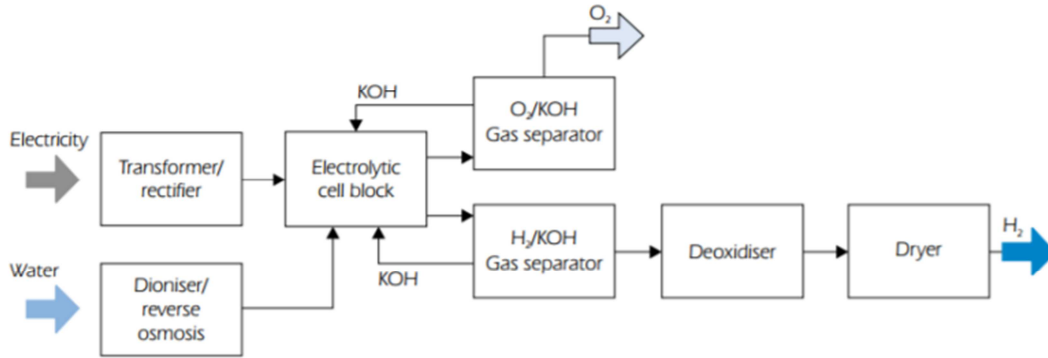 O₂
KOH
O₂/KOH
Gas separator
Electricity
Transformer/
rectifier
Electrolytic
cell block
H₂/KOH
Gas separator
Deoxidiser
Dryer
H₂
KOH
Water
Dioniser/
reverse
osmosis